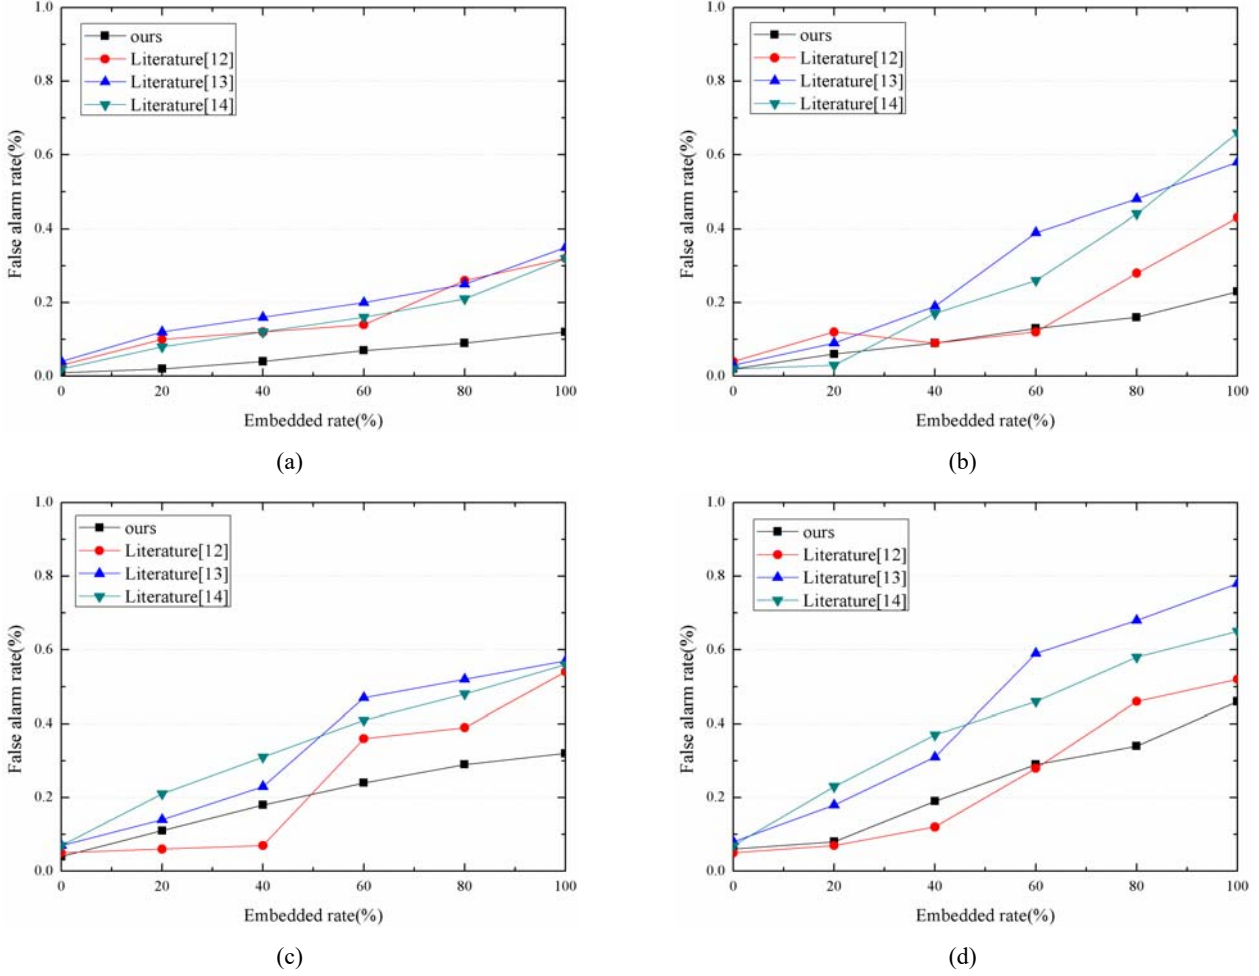 1.0
0.8
0.6
0.4
0.2
0.0
False alarm rate(%)
ours
Literature[12]
Literature[13]
Literature[14]
0 20 40 60 80 100
Embedded rate(%)
(a)
1.0
0.8
0.6
0.4
0.2
0.0
False alarm rate(%)
ours
Literature[12]
Literature[13]
Literature[14]
0 20 40 60 80 100
Embedded rate(%)
(b)
1.0
0.8
0.6
0.4
0.2
0.0
False alarm rate(%)
ours
Literature[12]
Literature[13]
Literature[14]
0 20 40 60 80 100
Embedded rate(%)
(c)
1.0
0.8
0.6
0.4
0.2
0.0
False alarm rate(%)
ours
Literature[12]
Literature[13]
Literature[14]
0 20 40 60 80 100
Embedded rate(%)
(d)